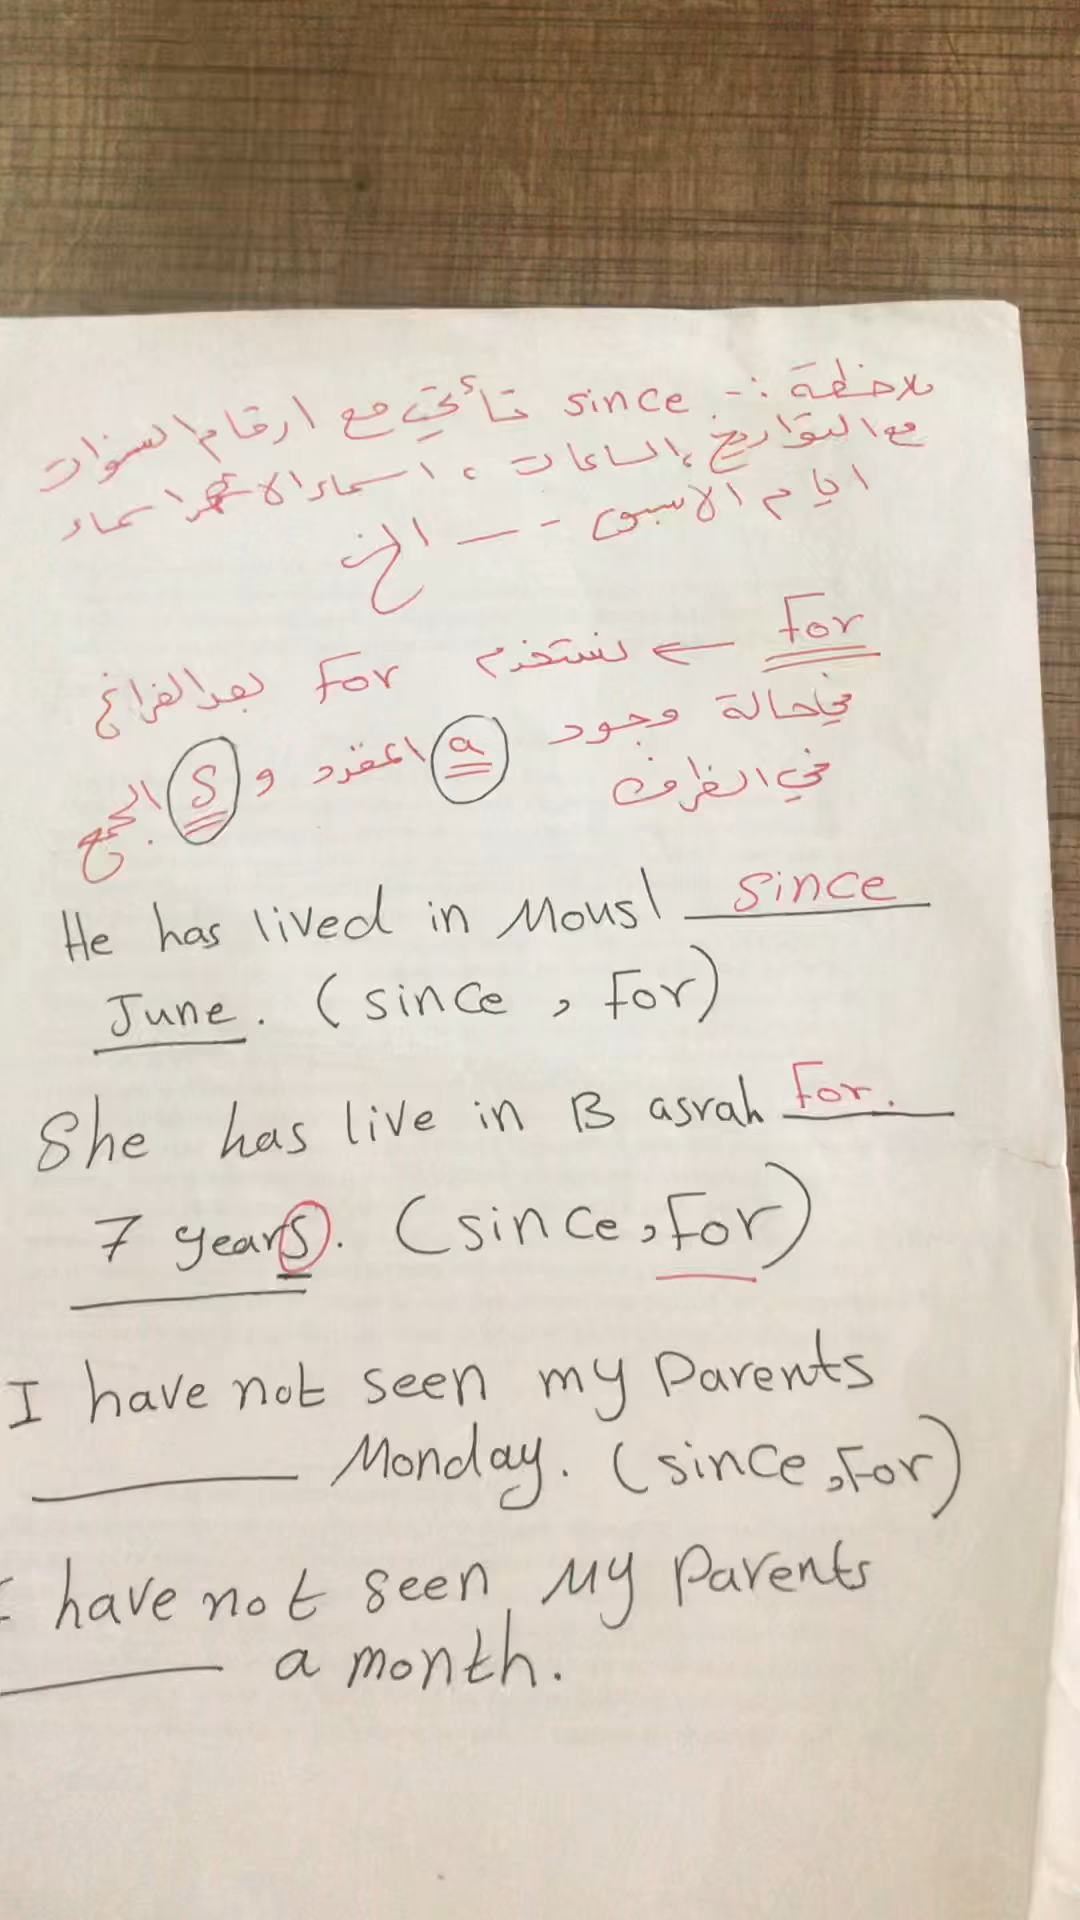 ملاحظة :- since تأتي مع ارقام السنوات
مع التواريخ ، الساعات ، اسماء الاشهر اسماء
ايام الاسبوع - -- الخ
For ← نستخدم For بعد الفراغ
في حالة وجود a المفرد و s الجمع
في الظرف
He has lived in Mousl since
June. (since , For)
She has live in Basrah For.
7 years. (since, For)
I have not seen my Parents
_____ Monday. (since, For)
I have not seen My Parents
_____ a month.